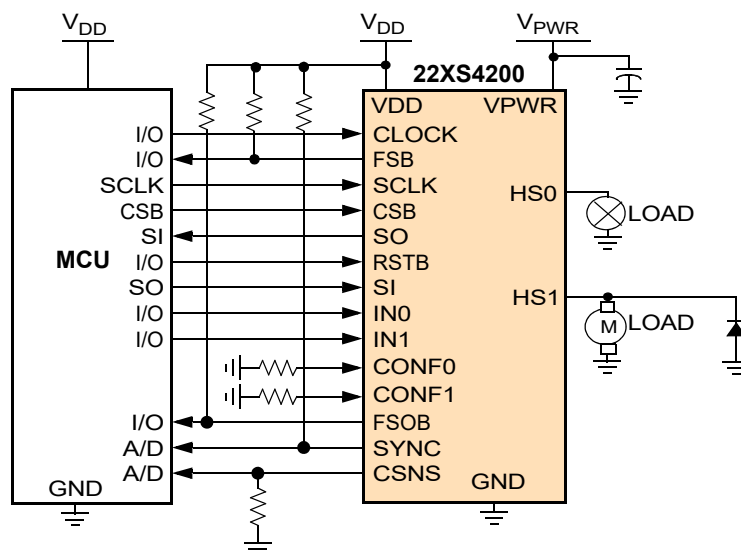 VDD
VDD
VPWR
22XS4200
VDD
VPWR
I/O
CLOCK
I/O
FSB
SCLK
SCLK
CSB
CSB
SI
SO
MCU
I/O
RSTB
SO
SI
I/O
IN0
I/O
IN1
CONF0
CONF1
I/O
FSOB
A/D
SYNC
A/D
CSNS
GND
GND
HS0
LOAD
HS1
M
LOAD